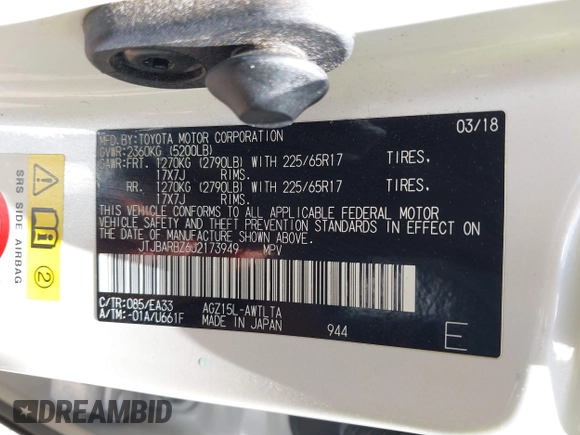 MFD.BY:TOYOTA MOTOR CORPORATION 03/18
GVWR:2360KG (5200LB)
GAWR:FRT. 1270KG (2790LB) WITH 225/65R17 TIRES,
17X7J RIMS.
RR. 1270KG (2790LB) WITH 225/65R17 TIRES,
17X7J RIMS.
THIS VEHICLE CONFORMS TO ALL APPLICABLE FEDERAL MOTOR
VEHICLE SAFETY AND THEFT PREVENTION STANDARDS IN EFFECT
ON THE DATE OF MANUFACTURE SHOWN ABOVE.
JTJBARBZ6J2173949 MPV
C/TR:085/EA33 AGZ15L-AWTLTA
A/TM:-01A/U661F MADE IN JAPAN 944 E
SRS SIDE AIRBAG
2
DREAMBID